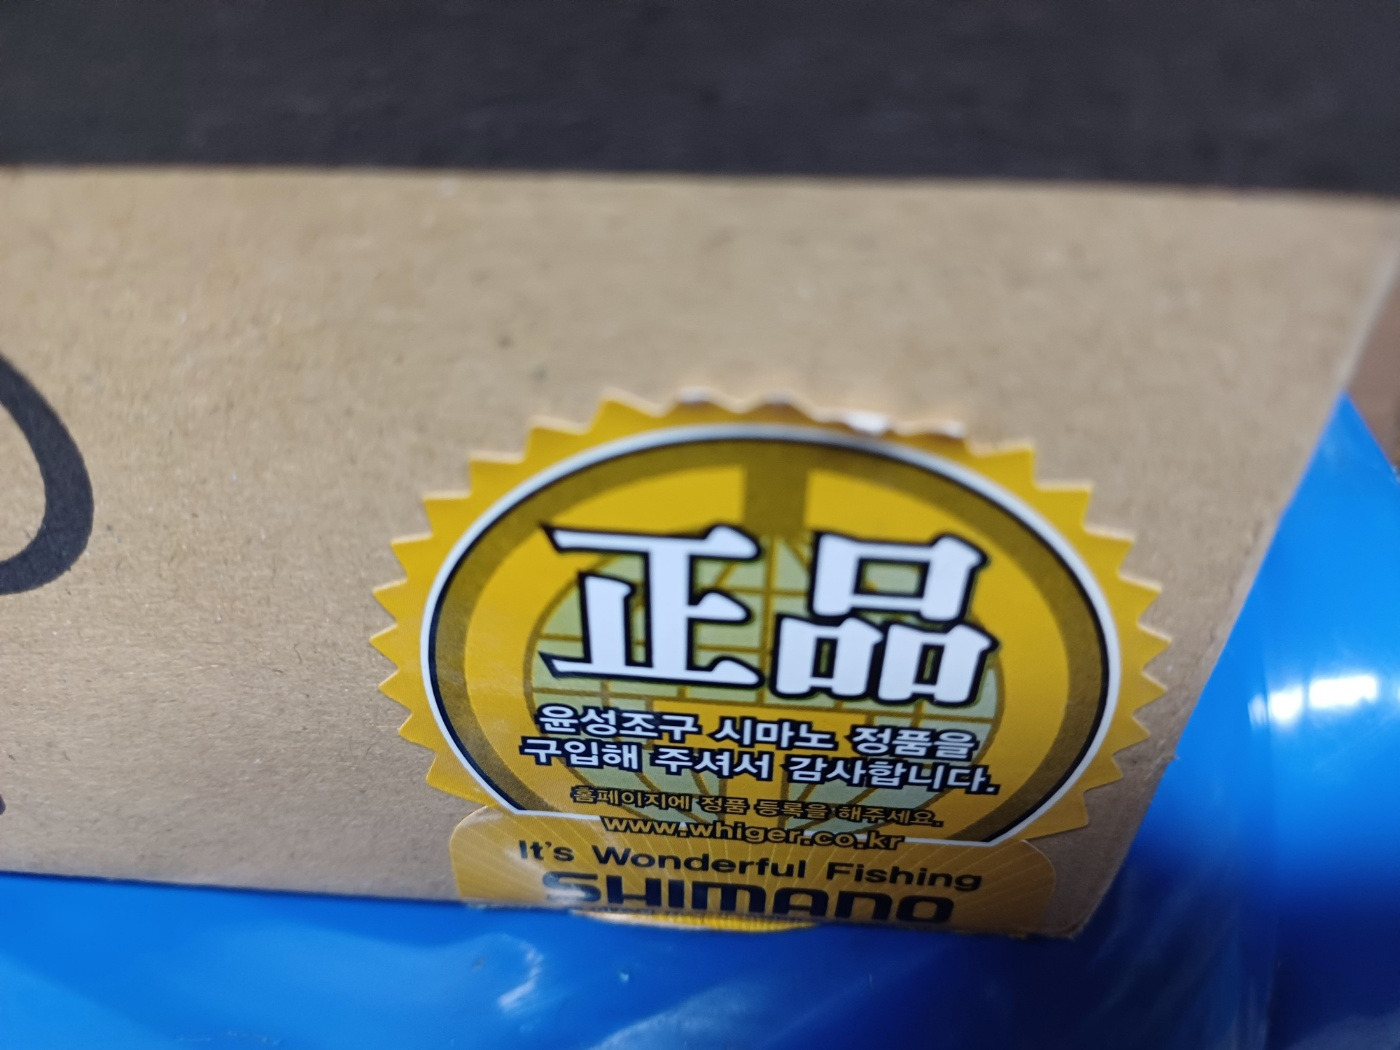 正品
윤성조구 시마노 정품을
구입해 주셔서 감사합니다.
홈페이지에 정품 등록을 해주세요.
www.whiger.co.kr
It's Wonderful Fishing
SHIMANO